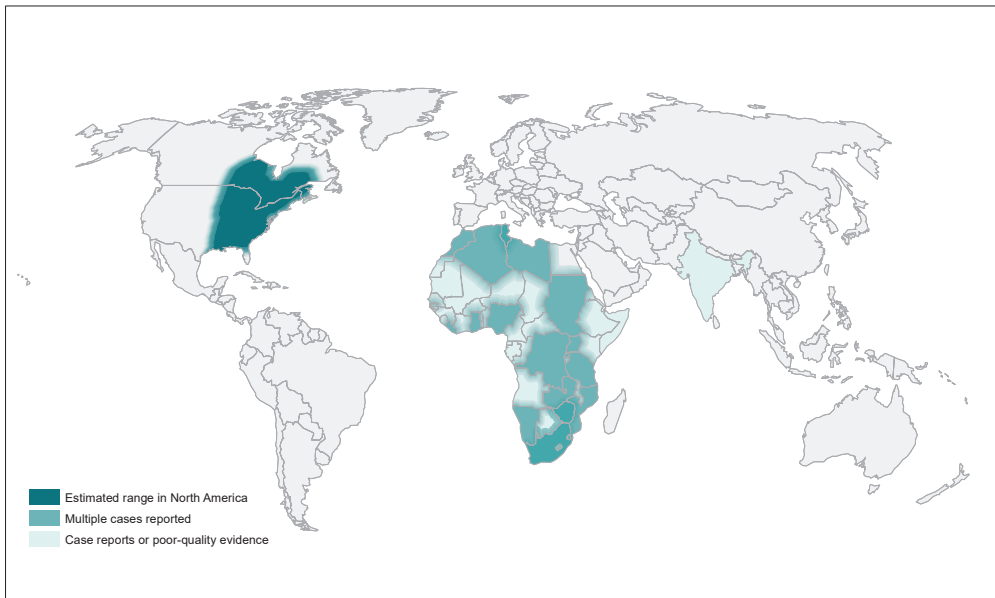 Estimated range in North America
Multiple cases reported
Case reports or poor-quality evidence